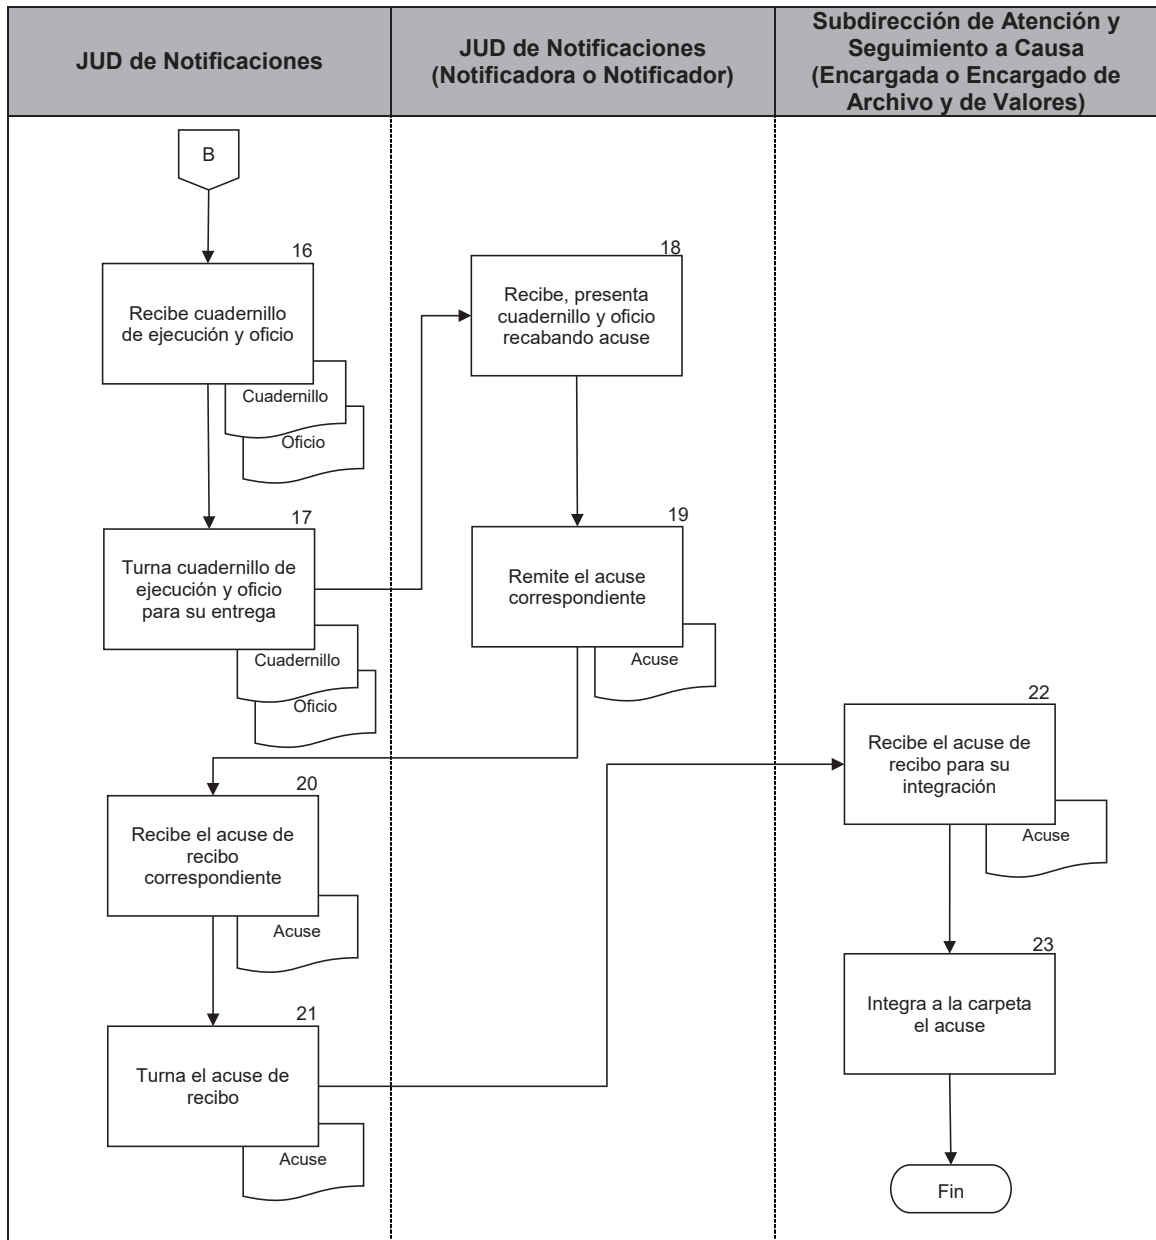 JUD de Notificaciones
JUD de Notificaciones
(Notificadora o Notificador)
Subdirección de Atención y
Seguimiento a Causa
(Encargada o Encargado de
Archivo y de Valores)
B
16
Recibe cuadernillo
de ejecución y oficio
Cuadernillo
Oficio
17
Turna cuadernillo de
ejecución y oficio
para su entrega
Cuadernillo
Oficio
18
Recibe, presenta
cuadernillo y oficio
recabando acuse
19
Remite el acuse
correspondiente
Acuse
20
Recibe el acuse de
recibo
correspondiente
Acuse
21
Turna el acuse de
recibo
Acuse
22
Recibe el acuse de
recibo para su
integración
Acuse
23
Integra a la carpeta
el acuse
Fin